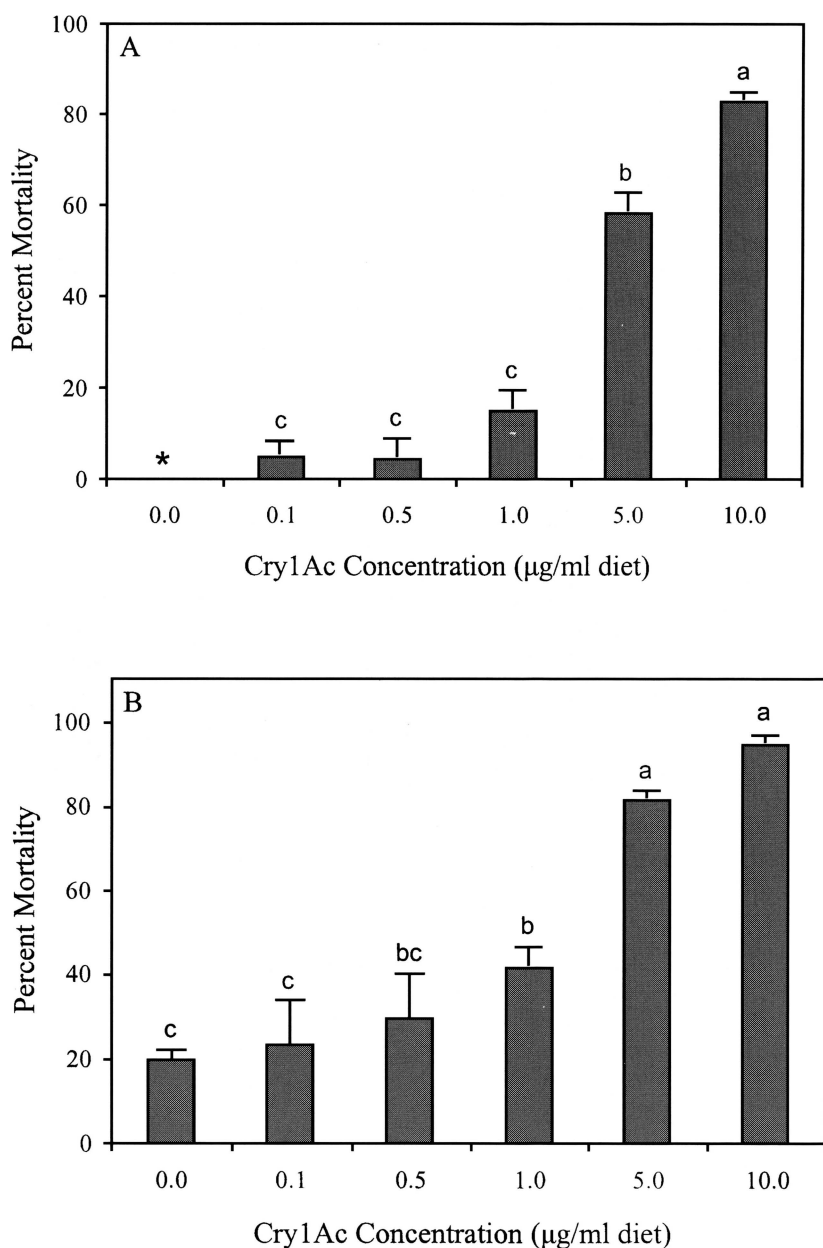 A
100
80
60
40
20
0
Percent Mortality
*
c
c
c
b
a
0.0 0.1 0.5 1.0 5.0 10.0
Cry1Ac Concentration (µg/ml diet)
B
100
80
60
40
20
0
Percent Mortality
c
c
bc
b
a
a
0.0 0.1 0.5 1.0 5.0 10.0
Cry1Ac Concentration (µg/ml diet)